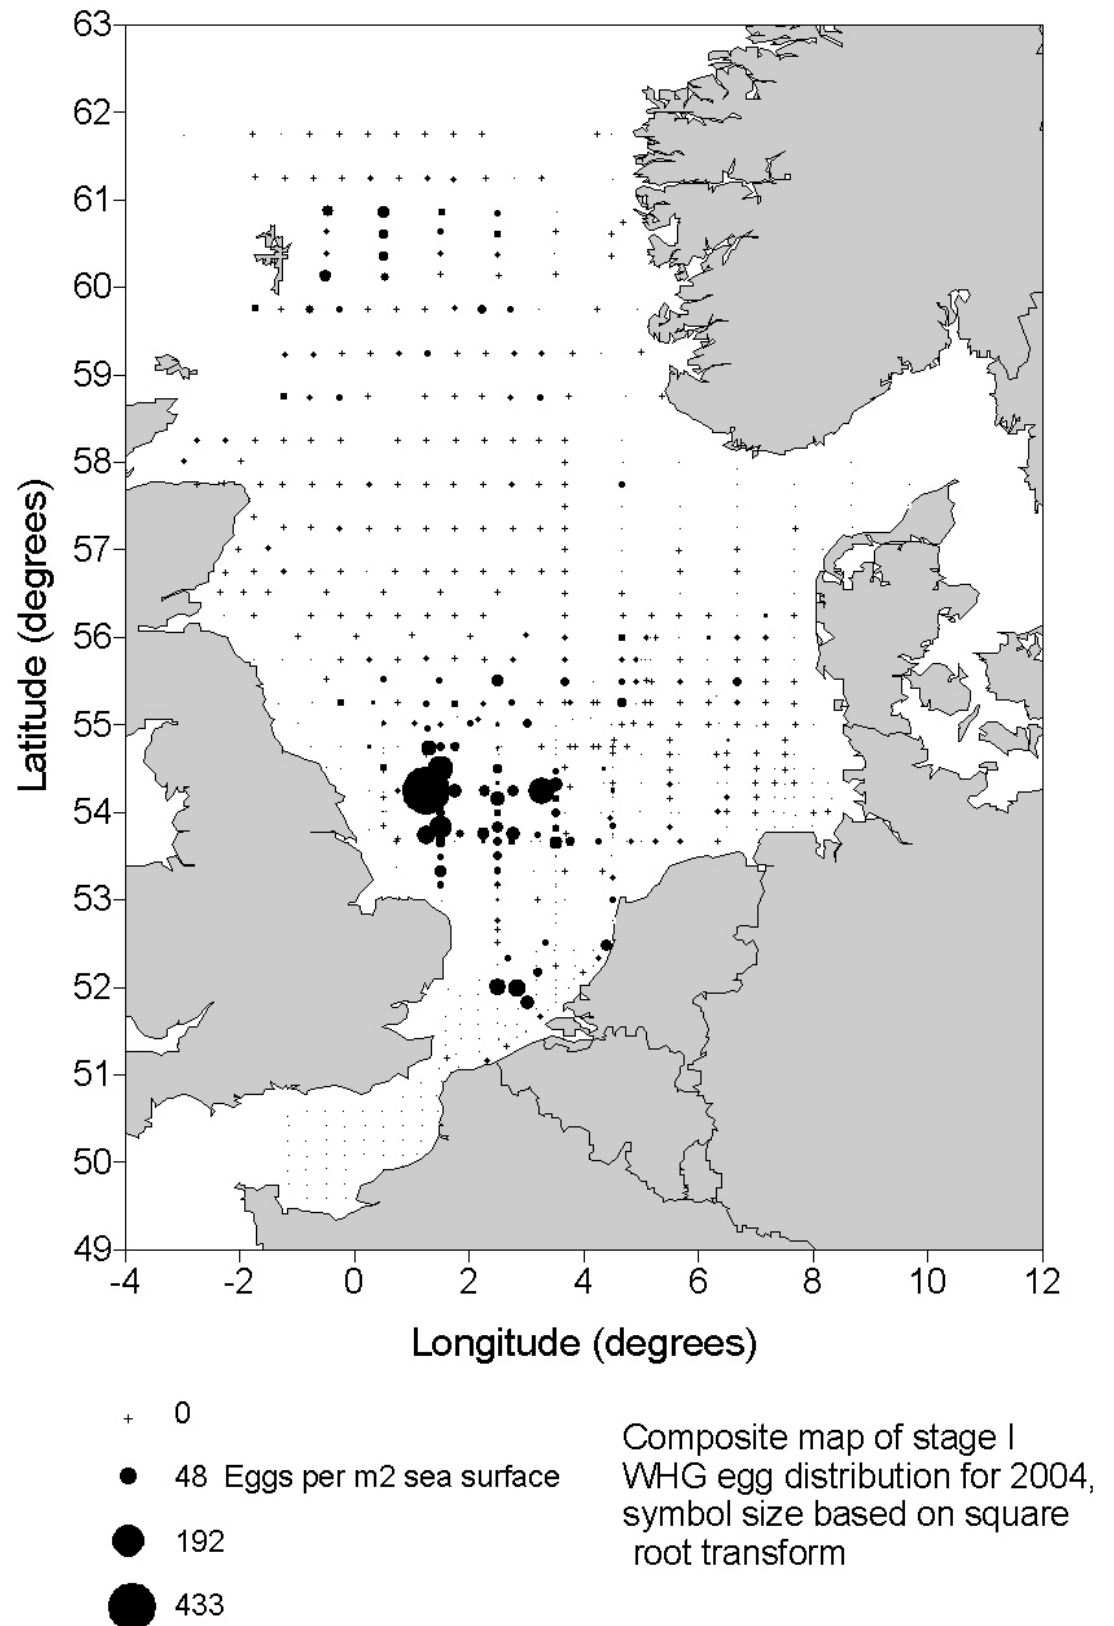 63
62
61
60
59
58
57
56
55
54
53
52
51
50
49
Latitude (degrees)
-4 -2 0 2 4 6 8 10 12
Longitude (degrees)
0
48 Eggs per m2 sea surface
192
433
Composite map of stage I
WHG egg distribution for 2004,
symbol size based on square
root transform